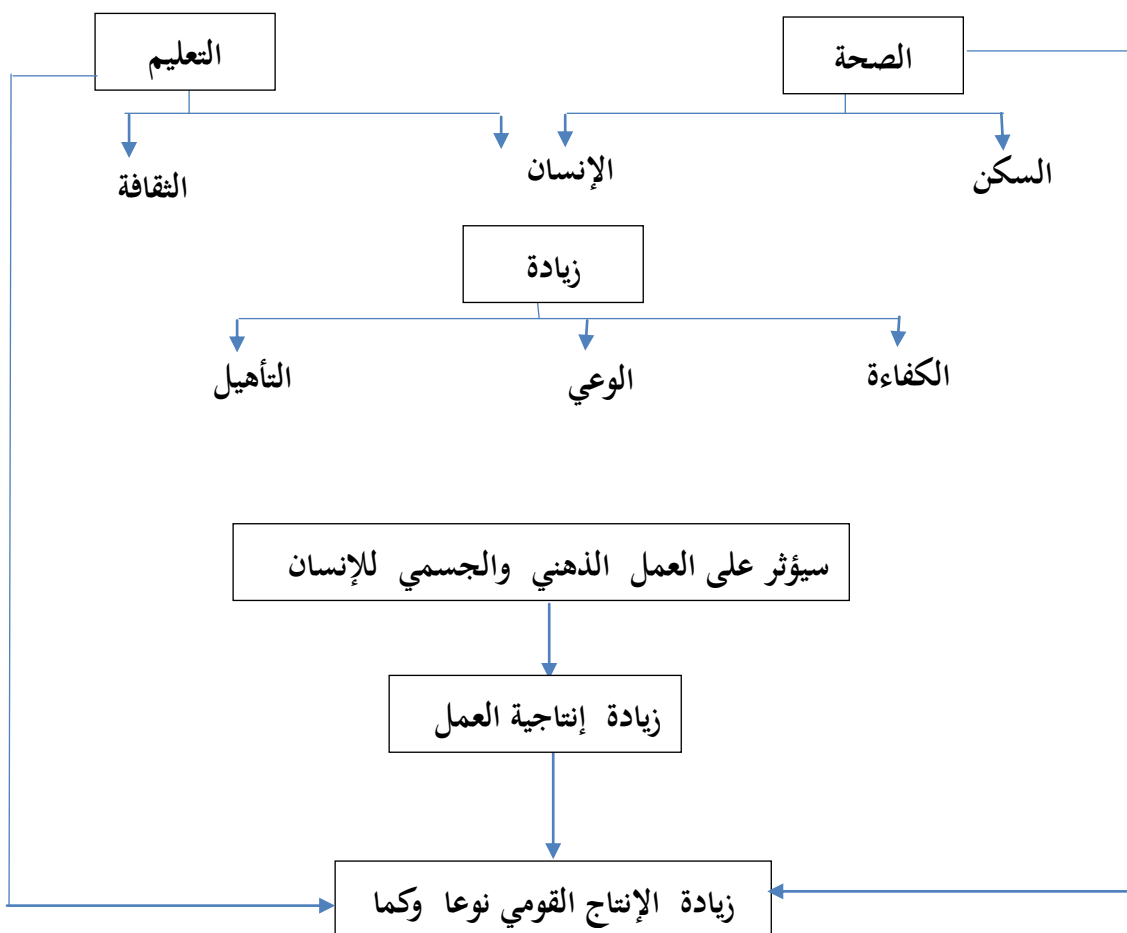 الصحة
التعليم
السكن
الإنسان
الثقافة
زيادة
الكفاءة
الوعي
التأهيل
سيؤثر على العمل الذهني والجسمي للإنسان
زيادة إنتاجية العمل
زيادة الإنتاج القومي نوعا وكما